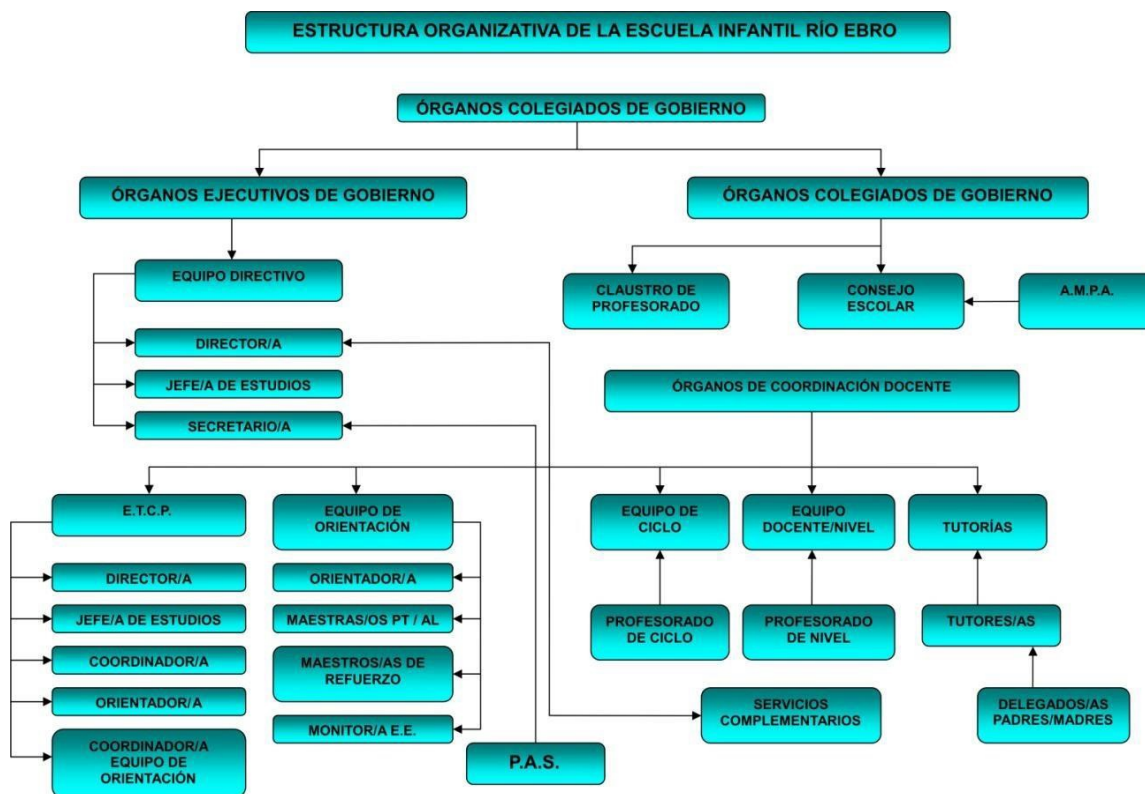 ESTRUCTURA ORGANIZATIVA DE LA ESCUELA INFANTIL RÍO EBRO
ÓRGANOS COLEGIADOS DE GOBIERNO
ÓRGANOS EJECUTIVOS DE GOBIERNO
ÓRGANOS COLEGIADOS DE GOBIERNO
EQUIPO DIRECTIVO
CLAUSTRO DE
PROFESORADO
CONSEJO
ESCOLAR
A.M.P.A.
DIRECTOR/A
JEFE/A DE ESTUDIOS
SECRETARIO/A
ÓRGANOS DE COORDINACIÓN DOCENTE
E.T.C.P.
EQUIPO DE
ORIENTACIÓN
EQUIPO DE
CICLO
EQUIPO
DOCENTE/NIVEL
TUTORÍAS
DIRECTOR/A
JEFE/A DE ESTUDIOS
COORDINADOR/A
ORIENTADOR/A
COORDINADOR/A
EQUIPO DE
ORIENTACIÓN
ORIENTADOR/A
MAESTRAS/OS PT / AL
MAESTROS/AS DE
REFUERZO
MONITOR/A E.E.
PROFESORADO
DE CICLO
PROFESORADO
DE NIVEL
TUTORES/AS
SERVICIOS
COMPLEMENTARIOS
DELEGADOS/AS
PADRES/MADRES
P.A.S.